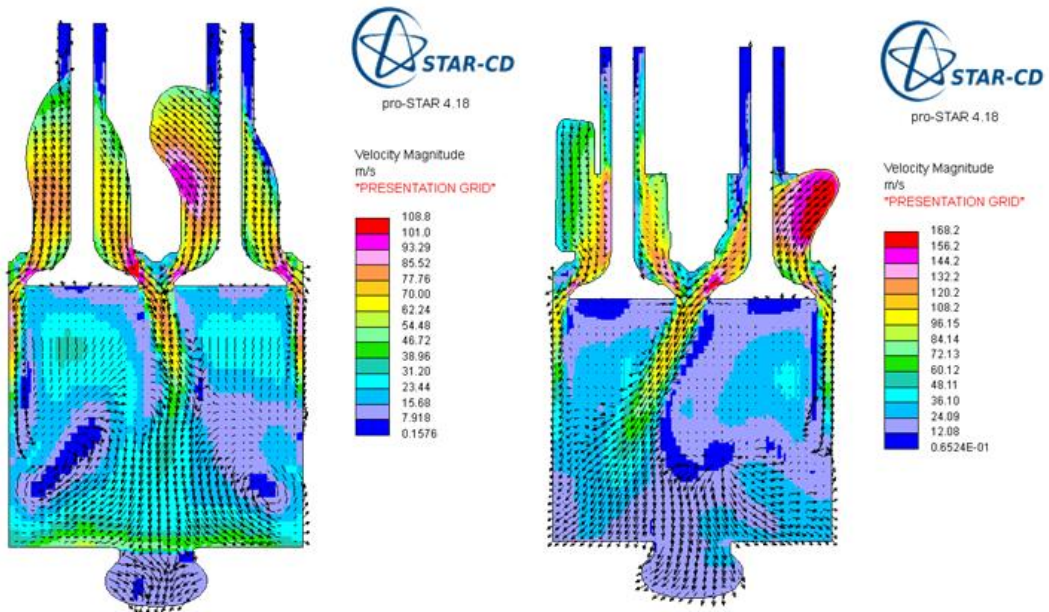 STAR-CD
pro-STAR 4.18
Velocity Magnitude
m/s
*PRESENTATION GRID*
108.8
101.0
93.29
85.52
77.76
70.00
62.24
54.48
46.72
38.96
31.20
23.44
15.68
7.918
0.1576
STAR-CD
pro-STAR 4.18
Velocity Magnitude
m/s
*PRESENTATION GRID*
168.2
156.2
144.2
132.2
120.2
108.2
96.15
84.14
72.13
60.12
48.11
36.10
24.09
12.08
0.6524E-01